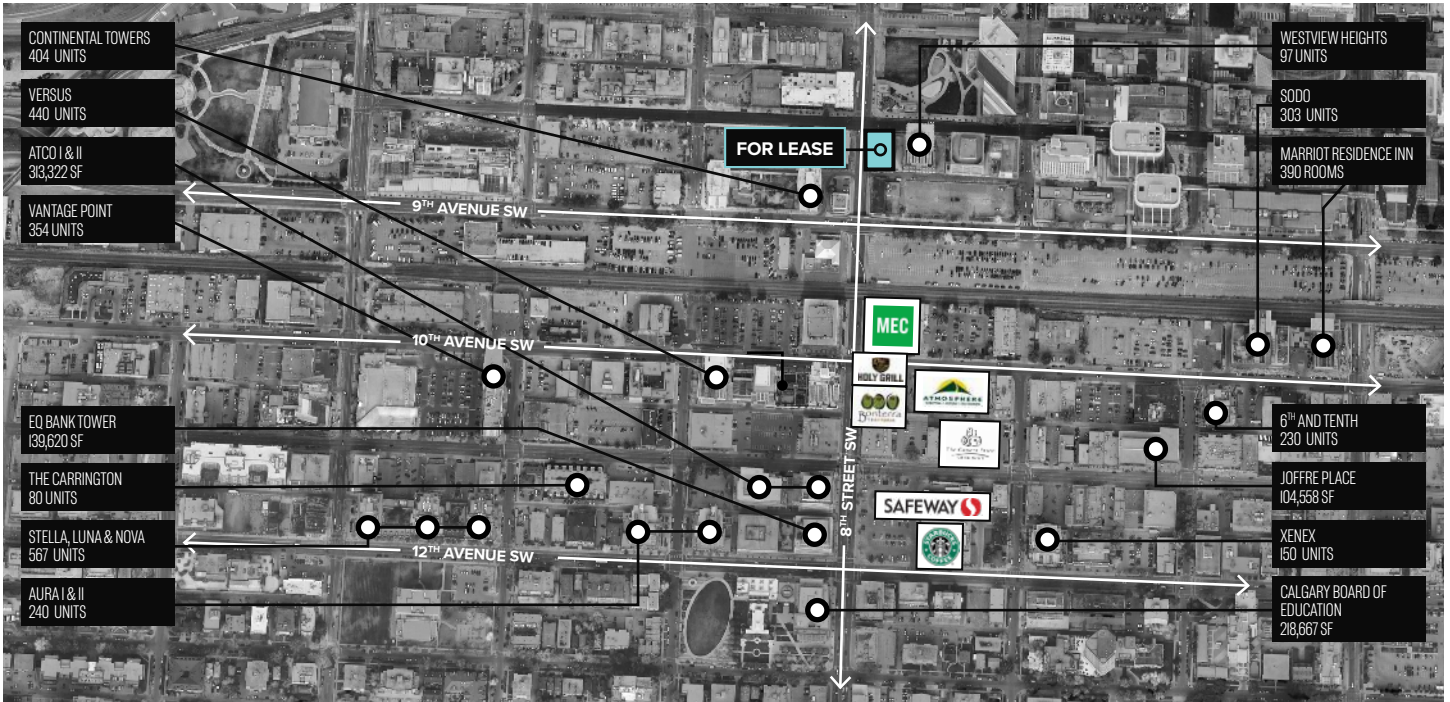 CONTINENTAL TOWERS
404 UNITS
VERSUS
440 UNITS
ATCO I & II
313,322 SF
VANTAGE POINT
354 UNITS
EQ BANK TOWER
139,620 SF
THE CARRINGTON
80 UNITS
STELLA, LUNA & NOVA
567 UNITS
AURA I & II
240 UNITS
FOR LEASE
9TH AVENUE SW
10TH AVENUE SW
12TH AVENUE SW
8TH STREET SW
MEC
HOLY GRILL
ATMOSPHERE
Bonterra
TRATTORIA
SAFEWAY
STARBUCKS
COFFEE
WESTVIEW HEIGHTS
97 UNITS
SODO
303 UNITS
MARRIOT RESIDENCE INN
390 ROOMS
6TH AND TENTH
230 UNITS
JOFFRE PLACE
104,558 SF
XENEX
150 UNITS
CALGARY BOARD OF
EDUCATION
218,667 SF